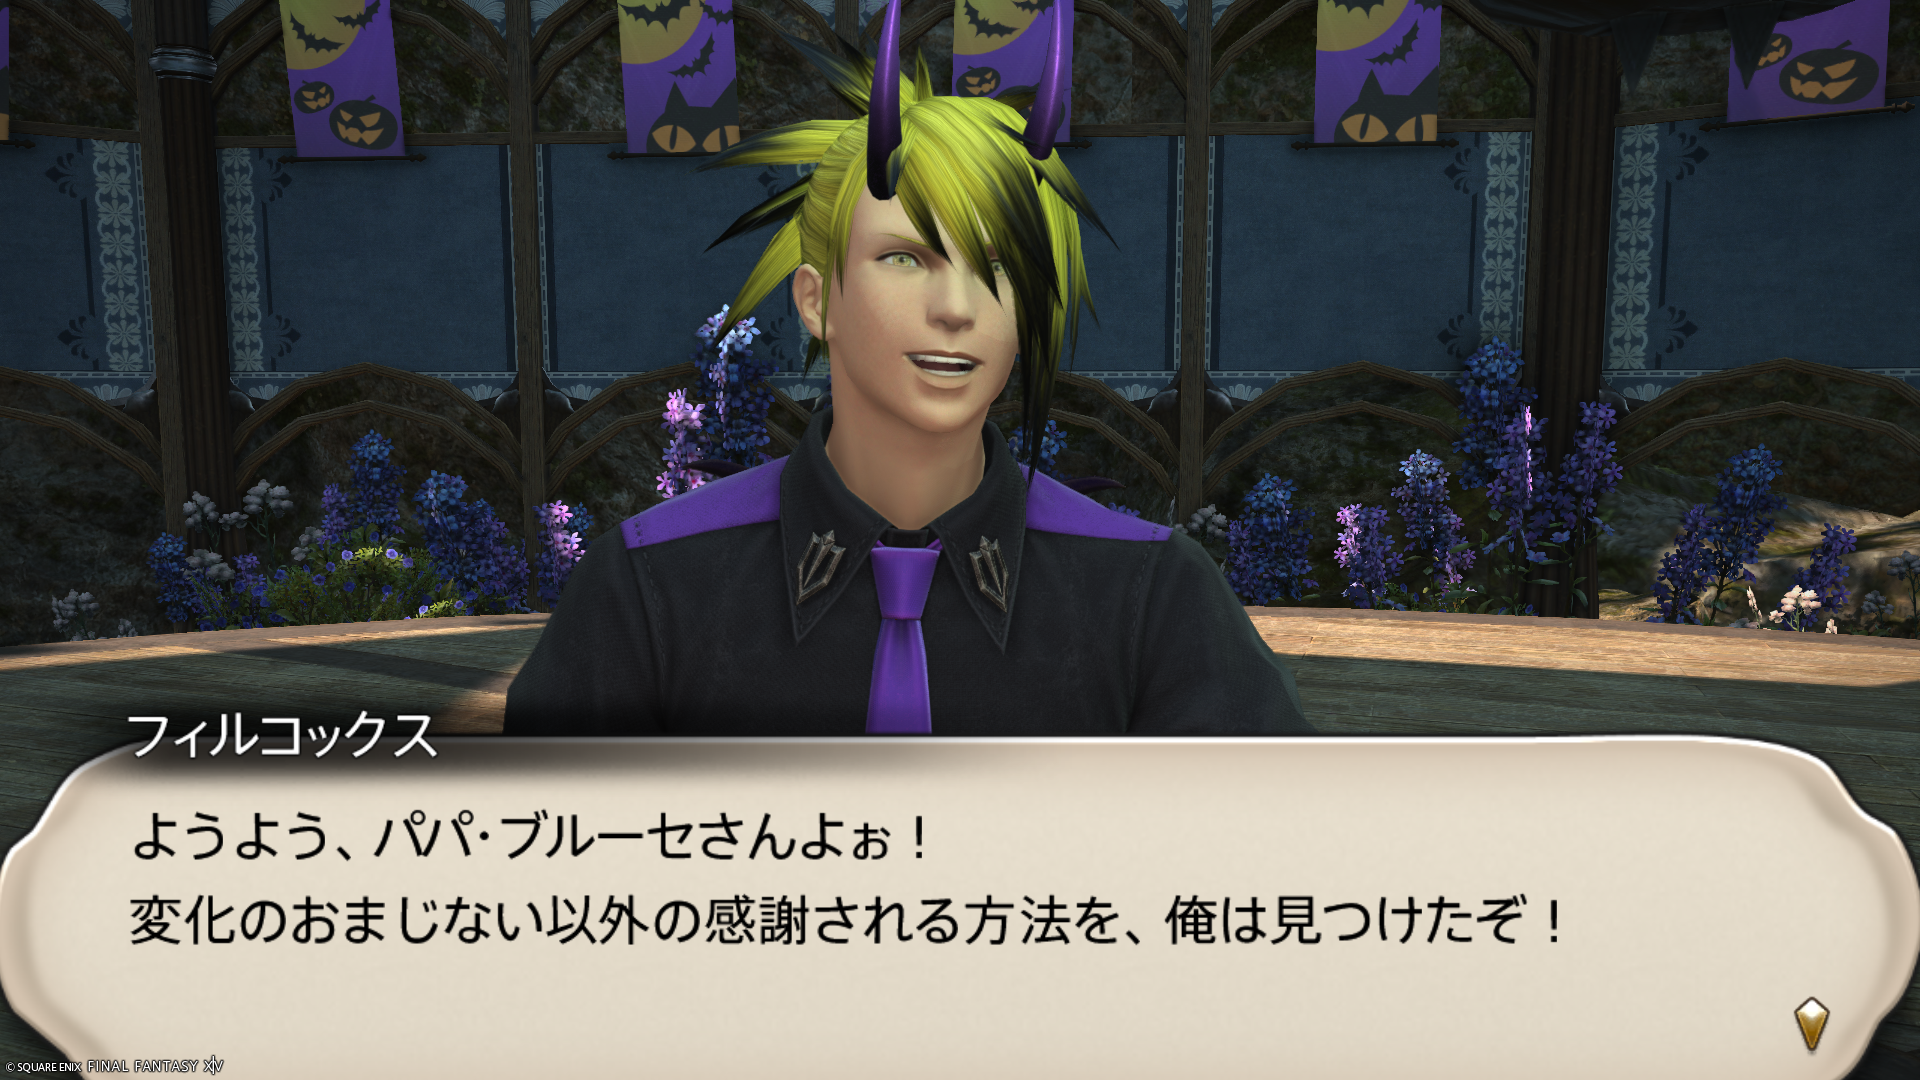 フィルコックス
ようよう、パパ・ブルーセさんよぉ！
変化のおまじない以外の感謝される方法を、俺は見つけたぞ！
© SQUARE ENIX FINAL FANTASY XIV